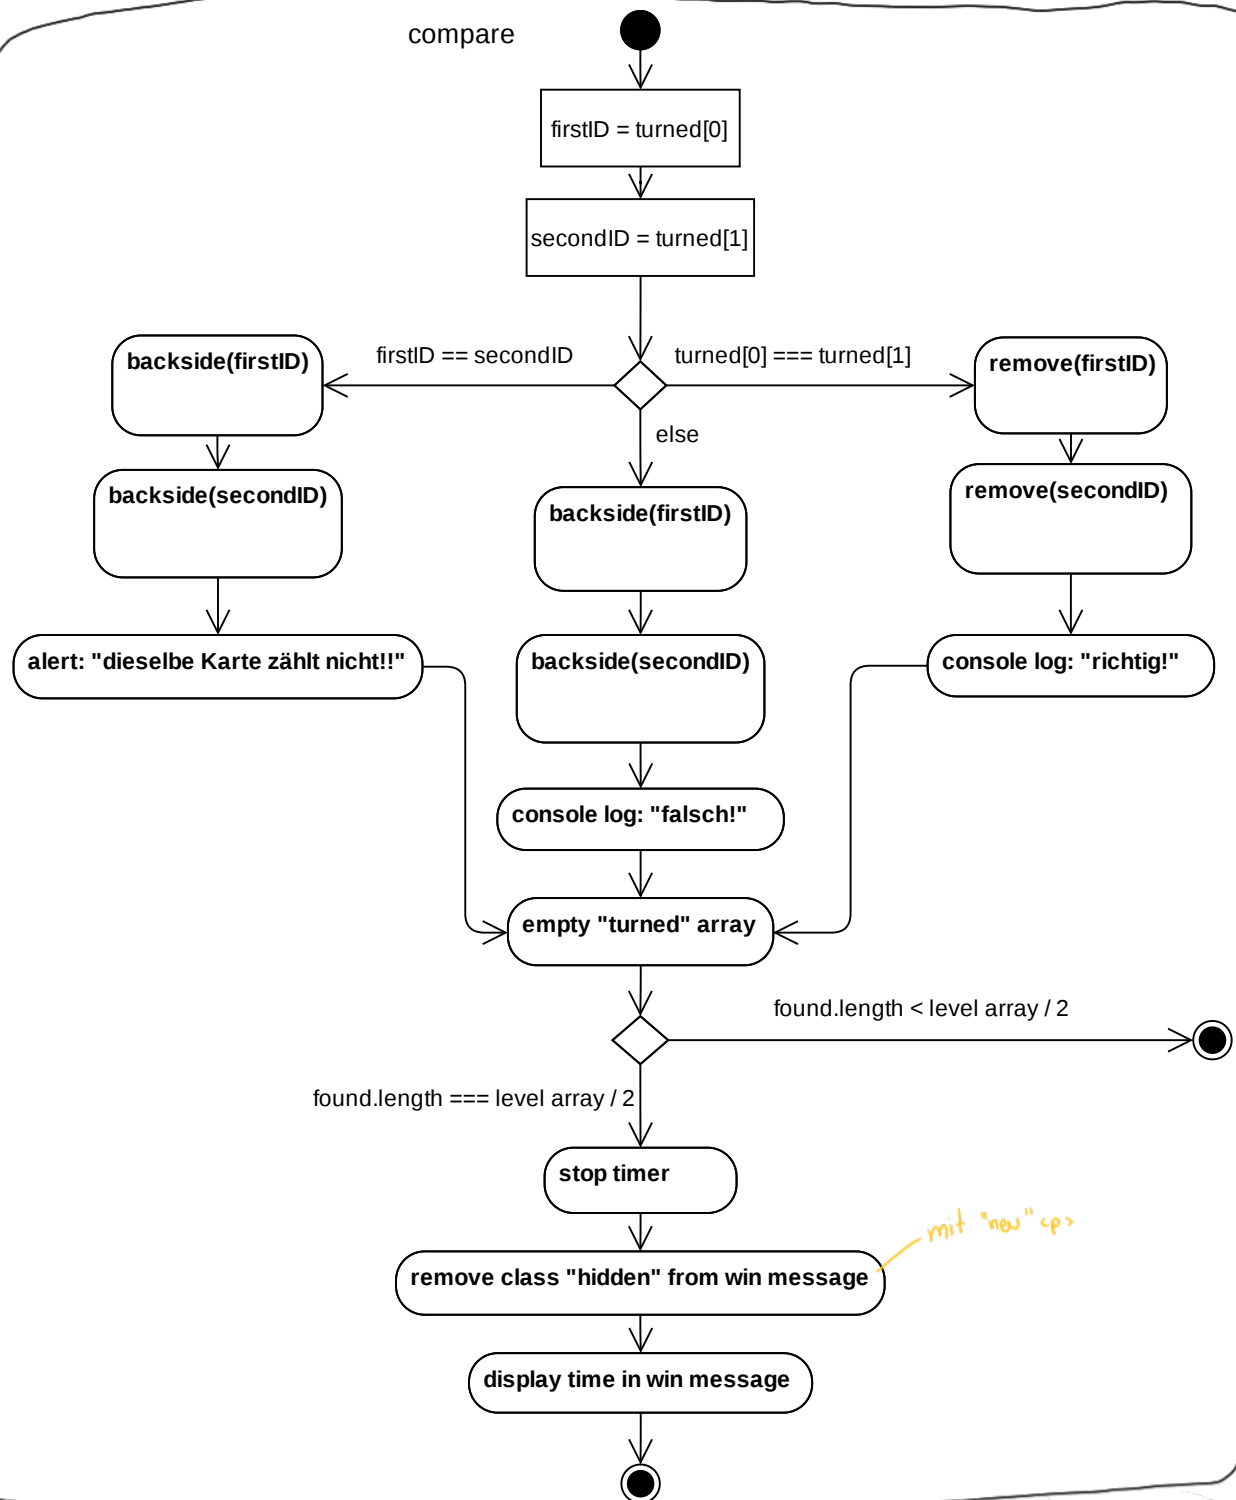 compare
firstID = turned[0]
secondID = turned[1]
firstID == secondID
turned[0] === turned[1]
else
backside(firstID)
backside(secondID)
alert: "dieselbe Karte zählt nicht!!"
backside(firstID)
backside(secondID)
console log: "falsch!"
remove(firstID)
remove(secondID)
console log: "richtig!"
empty "turned" array
found.length < level array / 2
found.length === level array / 2
stop timer
remove class "hidden" from win message
mit "new" <p>
display time in win message